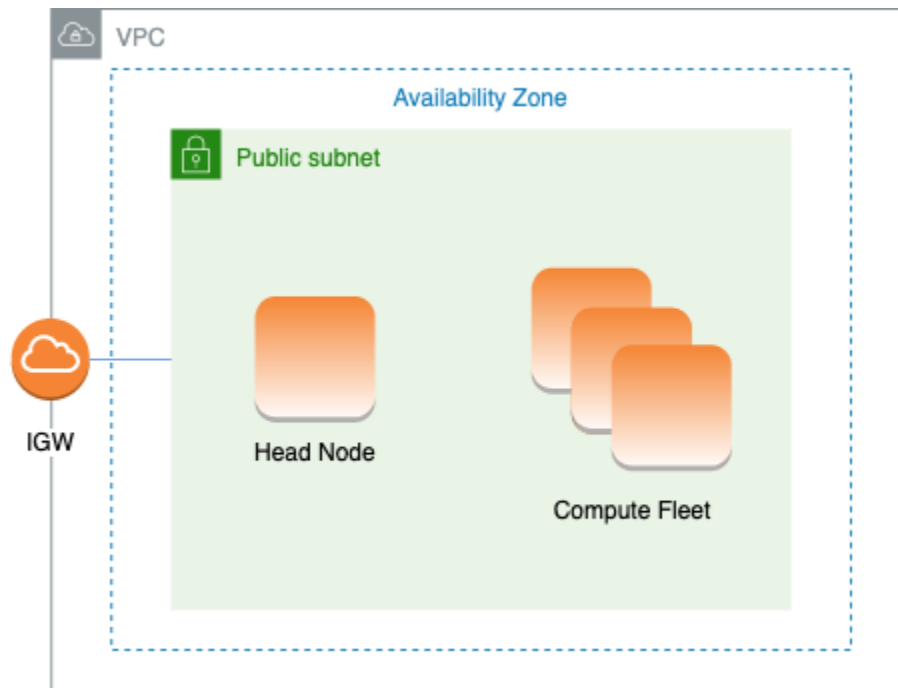 VPC
Availability Zone
Public subnet
IGW
Head Node
Compute Fleet